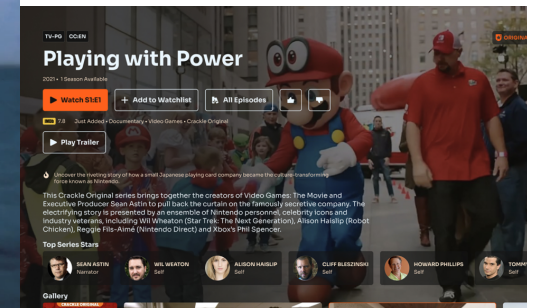 TV-PG CC:EN
ORIGINA
Playing with Power
2021 • 1 Season Available
Watch S1:E1
+ Add to Watchlist
All Episodes
7.8 Just Added • Documentary • Video Games • Crackle Original
Play Trailer
Uncover the riveting story of how a small Japanese playing card company became the culture-transforming
force known as Nintendo.
This Crackle Original series brings together the creators of Video Games: The Movie and
Executive Producer Sean Astin to pull back the curtain on the famously secretive company. The
electrifying story is presented by an ensemble of Nintendo personnel, celebrity icons and
industry veterans, including Wil Wheaton (Star Trek: The Next Generation), Alison Haislip (Robot
Chicken), Reggie Fils-Aimé (Nintendo Direct) and Xbox's Phil Spencer.
Top Series Stars
SEAN ASTIN
Narrator
WIL WEATON
Self
ALISON HAISLIP
Self
CLIFF BLESZINSKI
Self
HOWARD PHILLIPS
Self
TOMM
Self
Gallery
CRACKLE ORIGINAL